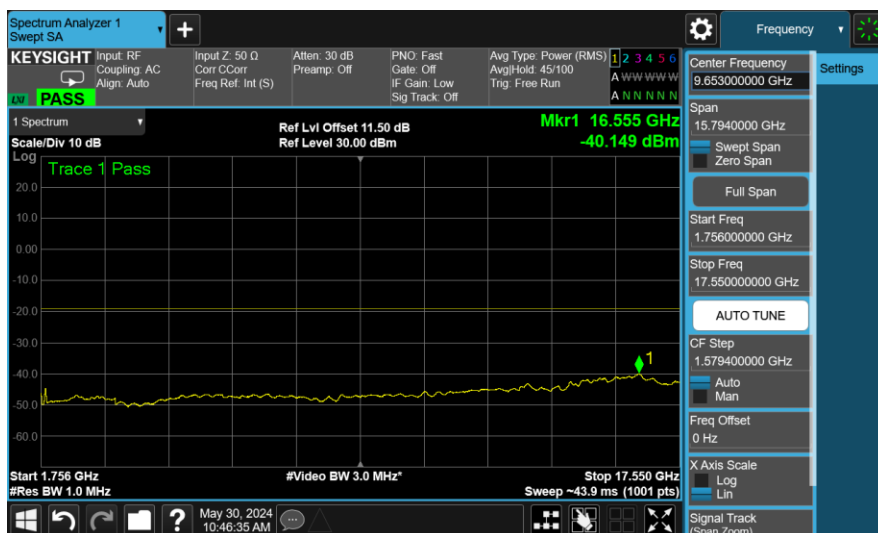 Spectrum Analyzer 1
Swept SA
+
Frequency
Settings
KEYSIGHT
Input: RF
Coupling: AC
Align: Auto
Input Z: 50 Ω
Corr CCorr
Freq Ref: Int (S)
Atten: 30 dB
Preamp: Off
PNO: Fast
Gate: Off
IF Gain: Low
Sig Track: Off
Avg Type: Power (RMS)
Avg|Hold: 45/100
Trig: Free Run
1 2 3 4 5 6
A W W W W W
A N N N N N
LXI PASS
1 Spectrum
Scale/Div 10 dB
Ref Lvl Offset 11.50 dB
Ref Level 30.00 dBm
Mkr1 16.555 GHz
-40.149 dBm
Log
Trace 1 Pass
20.0
10.0
0.00
-10.0
-20.0
-30.0
-40.0
-50.0
-60.0
1
Start 1.756 GHz
#Res BW 1.0 MHz
#Video BW 3.0 MHz*
Stop 17.550 GHz
Sweep ~43.9 ms (1001 pts)
Center Frequency
9.653000000 GHz
Span
15.7940000 GHz
Swept Span
Zero Span
Full Span
Start Freq
1.756000000 GHz
Stop Freq
17.550000000 GHz
AUTO TUNE
CF Step
1.579400000 GHz
Auto
Man
Freq Offset
0 Hz
X Axis Scale
Log
Lin
Signal Track
(Span Zoom)
?
May 30, 2024
10:46:35 AM